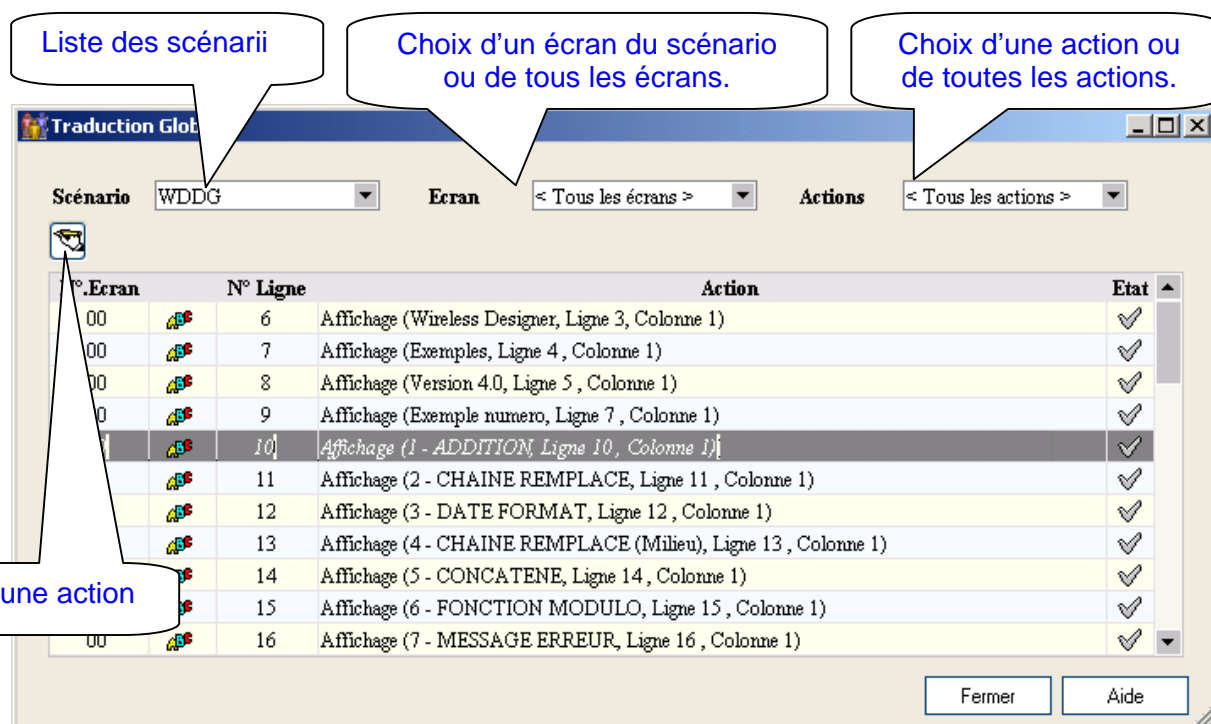 Liste des scénarii
Choix d'un écran du scénario
ou de tous les écrans.
Choix d'une action ou
de toutes les actions.
Traduction Glob
Scénario WDDG Ecran < Tous les écrans > Actions < Tous les actions >
N°.Ecran N° Ligne Action Etat
00 6 Affichage (Wireless Designer, Ligne 3, Colonne 1)
00 7 Affichage (Exemples, Ligne 4 , Colonne 1)
00 8 Affichage (Version 4.0, Ligne 5 , Colonne 1)
0 9 Affichage (Exemple numero, Ligne 7 , Colonne 1)
10 Affichage (1 - ADDITION, Ligne 10 , Colonne 1)
11 Affichage (2 - CHAINE REMPLACE, Ligne 11 , Colonne 1)
12 Affichage (3 - DATE FORMAT, Ligne 12 , Colonne 1)
13 Affichage (4 - CHAINE REMPLACE (Milieu), Ligne 13 , Colonne 1)
14 Affichage (5 - CONCATENE, Ligne 14 , Colonne 1)
une action
15 Affichage (6 - FONCTION MODULO, Ligne 15 , Colonne 1)
00 16 Affichage (7 - MESSAGE ERREUR, Ligne 16 , Colonne 1)
Fermer Aide